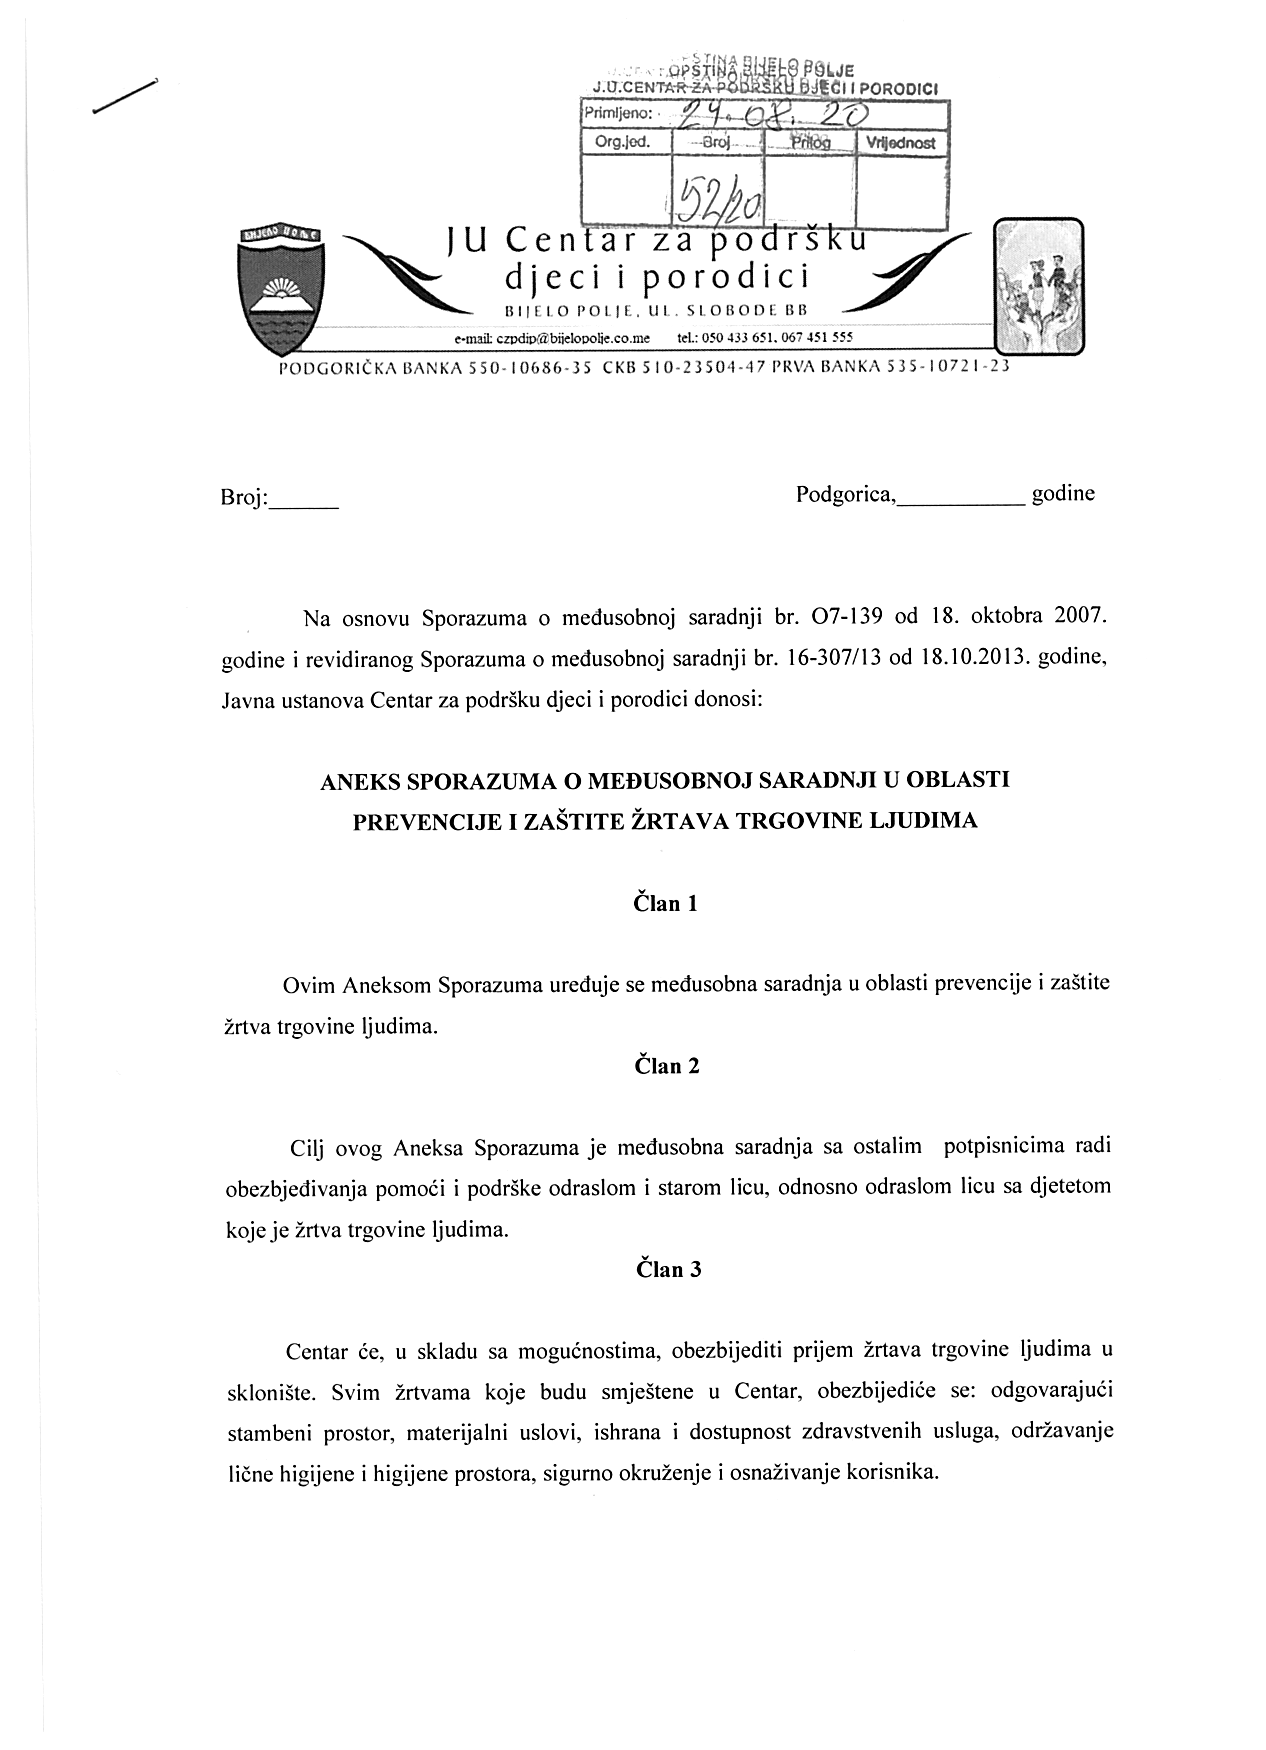 OPŠTINA BIJELO POLJE
J.U.CENTAR ZA PODRŠKU DJECI I PORODICI
Primljeno: 24.08.20
Org.jed. Broj Prilog Vrijednost
52/20
BIJELO POLJE
JU Centar za podršku
djeci i porodici
BIJELO POLJE, UL. SLOBODE BB
e-mail: czpdip@bijelopolje.co.me tel.: 050 433 651, 067 451 555
PODGORIČKA BANKA 550-10686-35 CKB 510-23504-47 PRVA BANKA 535-10721-23
Broj:______ Podgorica,___________ godine
Na osnovu Sporazuma o međusobnoj saradnji br. O7-139 od 18. oktobra 2007.
godine i revidiranog Sporazuma o međusobnoj saradnji br. 16-307/13 od 18.10.2013. godine,
Javna ustanova Centar za podršku djeci i porodici donosi:
ANEKS SPORAZUMA O MEĐUSOBNOJ SARADNJI U OBLASTI
PREVENCIJE I ZAŠTITE ŽRTAVA TRGOVINE LJUDIMA
Član 1
Ovim Aneksom Sporazuma uređuje se međusobna saradnja u oblasti prevencije i zaštite
žrtva trgovine ljudima.
Član 2
Cilj ovog Aneksa Sporazuma je međusobna saradnja sa ostalim potpisnicima radi
obezbjeđivanja pomoći i podrške odraslom i starom licu, odnosno odraslom licu sa djetetom
koje je žrtva trgovine ljudima.
Član 3
Centar će, u skladu sa mogućnostima, obezbijediti prijem žrtava trgovine ljudima u
sklonište. Svim žrtvama koje budu smještene u Centar, obezbijediće se: odgovarajući
stambeni prostor, materijalni uslovi, ishrana i dostupnost zdravstvenih usluga, održavanje
lične higijene i higijene prostora, sigurno okruženje i osnaživanje korisnika.